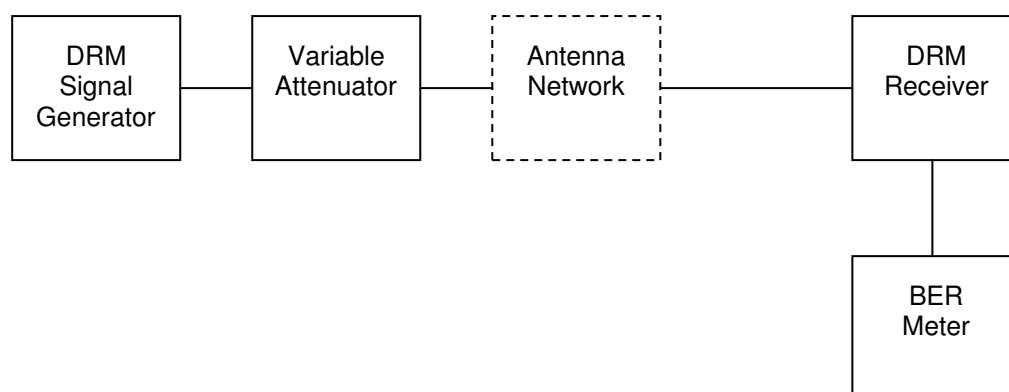 DRM
Signal
Generator
Variable
Attenuator
Antenna
Network
DRM
Receiver
BER
Meter